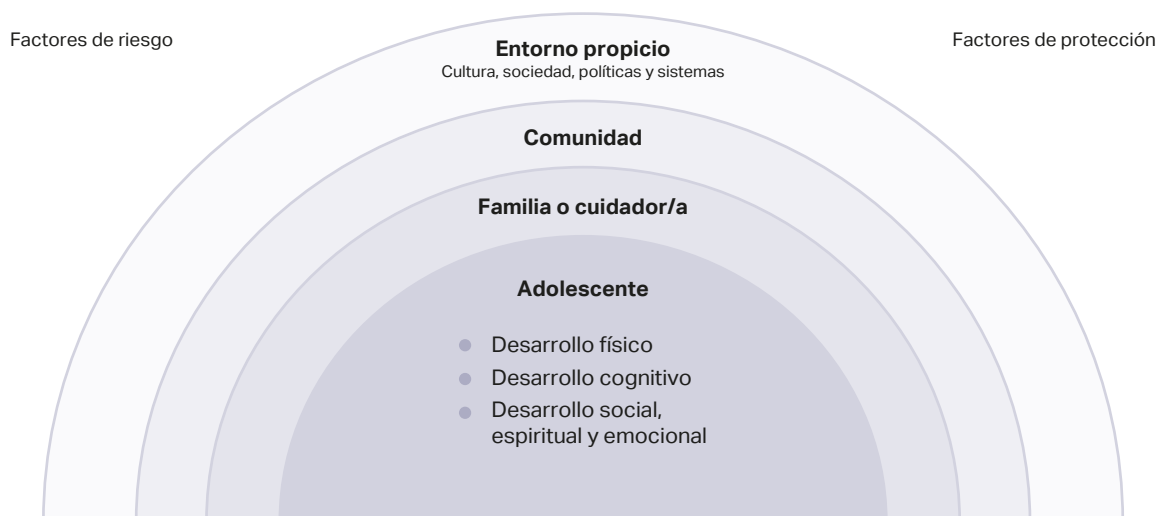 Factores de riesgo
Factores de protección
Entorno propicio
Cultura, sociedad, políticas y sistemas
Comunidad
Familia o cuidador/a
Adolescente
Desarrollo físico
Desarrollo cognitivo
Desarrollo social,
espiritual y emocional